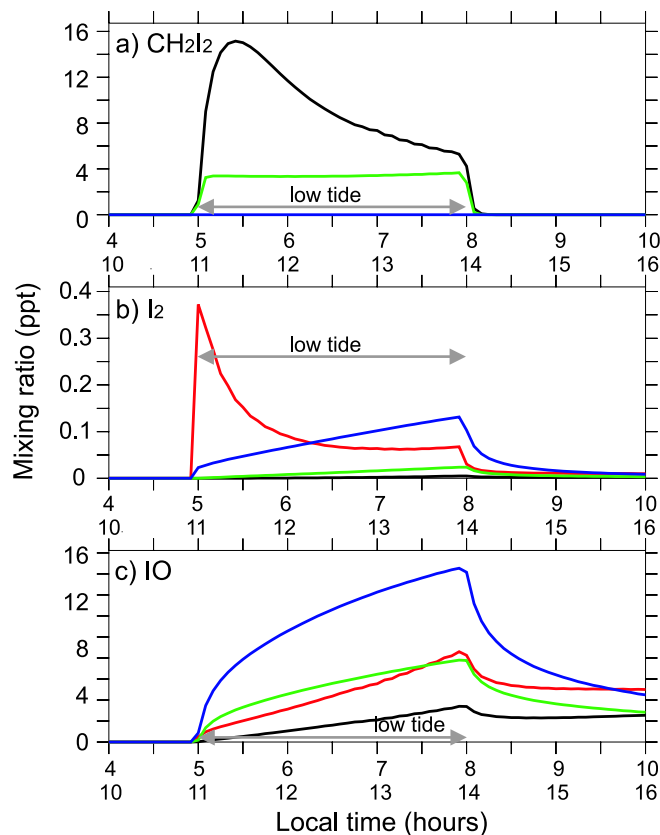 a) CH2I2
16
12
8
4
0
low tide
4 5 6 7 8 9 10
10 11 12 13 14 15 16
Mixing ratio (ppt)
b) I2
0.4
0.3
0.2
0.1
0
low tide
4 5 6 7 8 9 10
10 11 12 13 14 15 16
c) IO
16
12
8
4
0
low tide
4 5 6 7 8 9 10
10 11 12 13 14 15 16
Local time (hours)